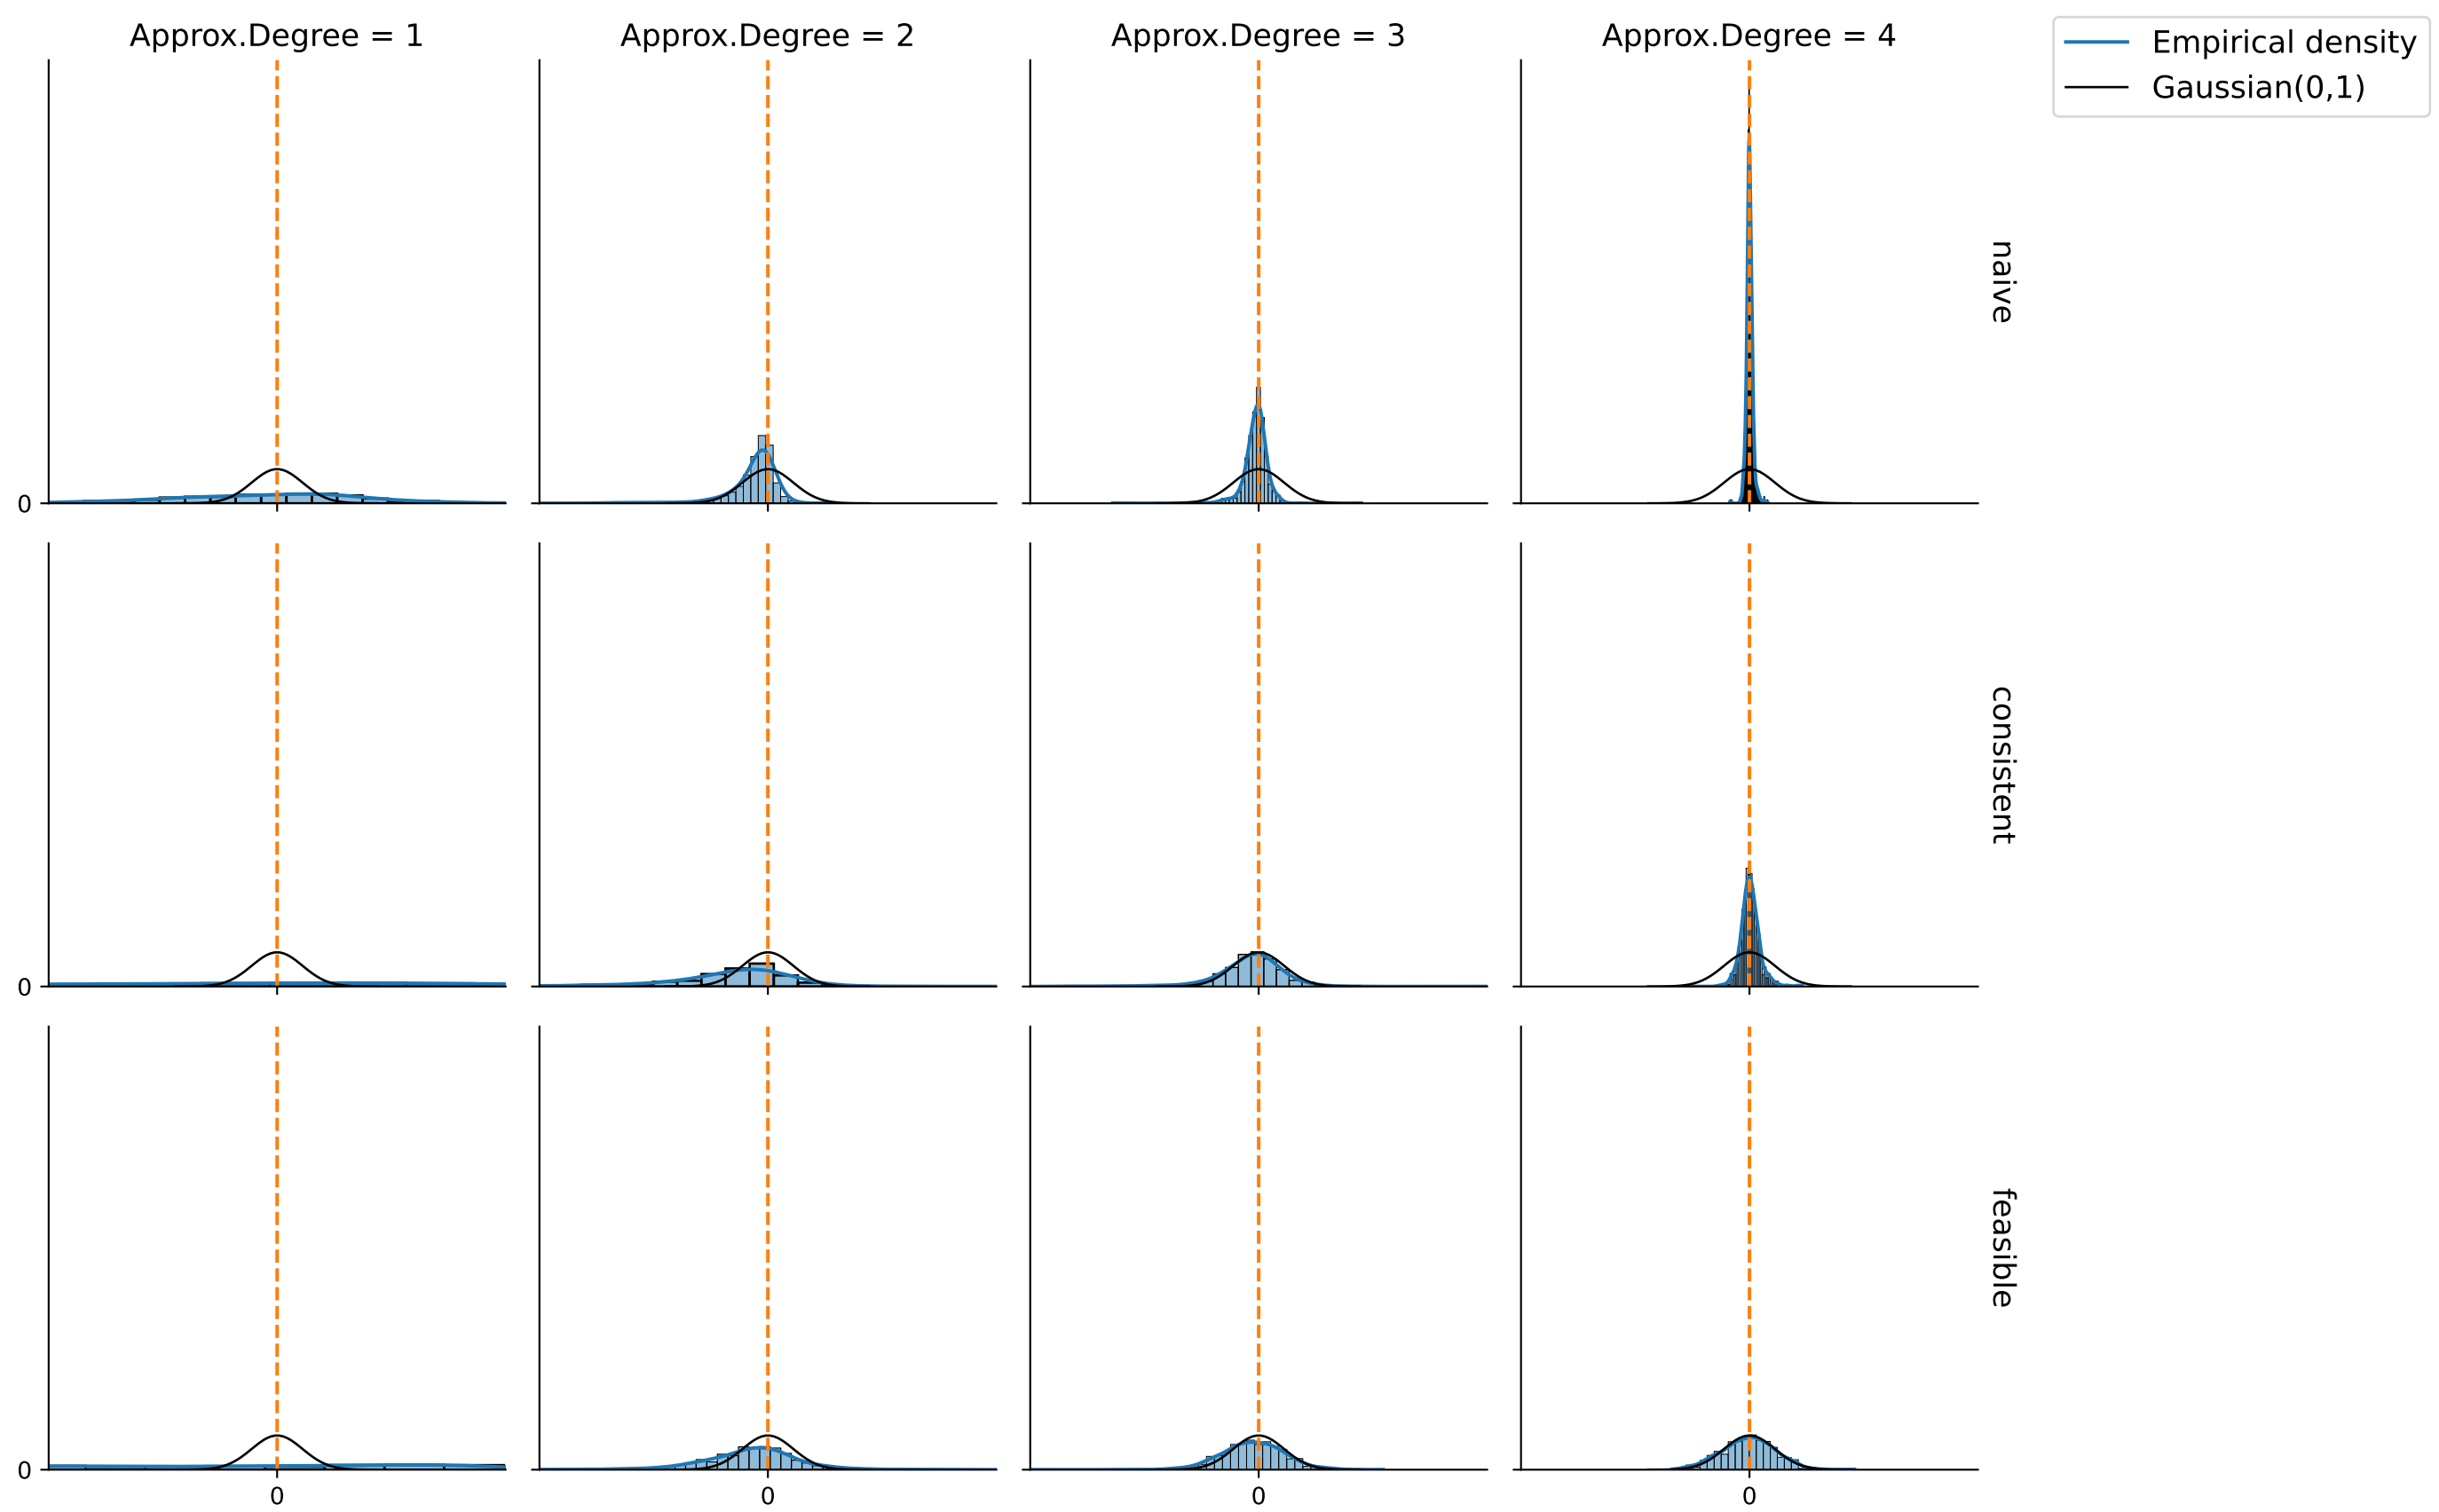 Approx.Degree = 1
Approx.Degree = 2
Approx.Degree = 3
Approx.Degree = 4
Empirical density
Gaussian(0,1)
naive
0
consistent
0
feasible
0
0
0
0
0